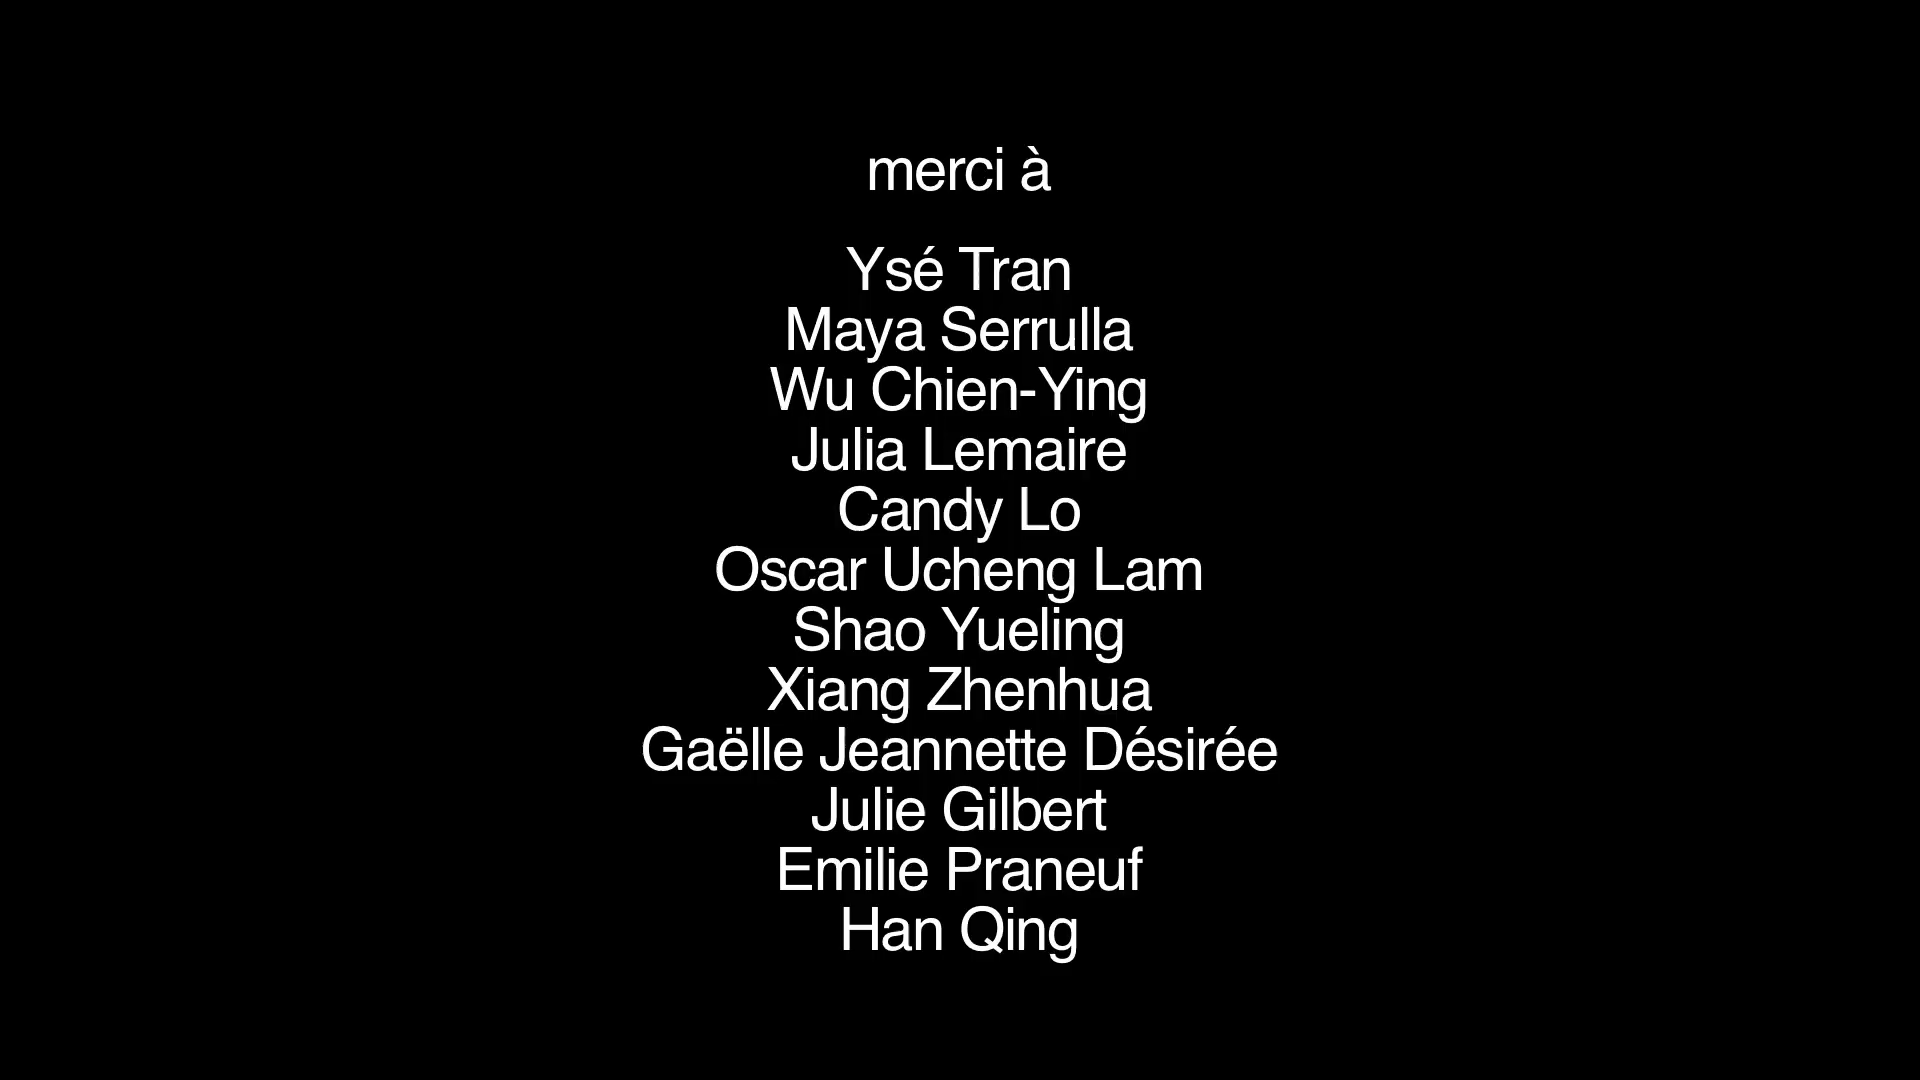 merci à
Ysé Tran
Maya Serrulla
Wu Chien-Ying
Julia Lemaire
Candy Lo
Oscar Ucheng Lam
Shao Yueling
Xiang Zhenhua
Gaëlle Jeannette Désirée
Julie Gilbert
Emilie Praneuf
Han Qing